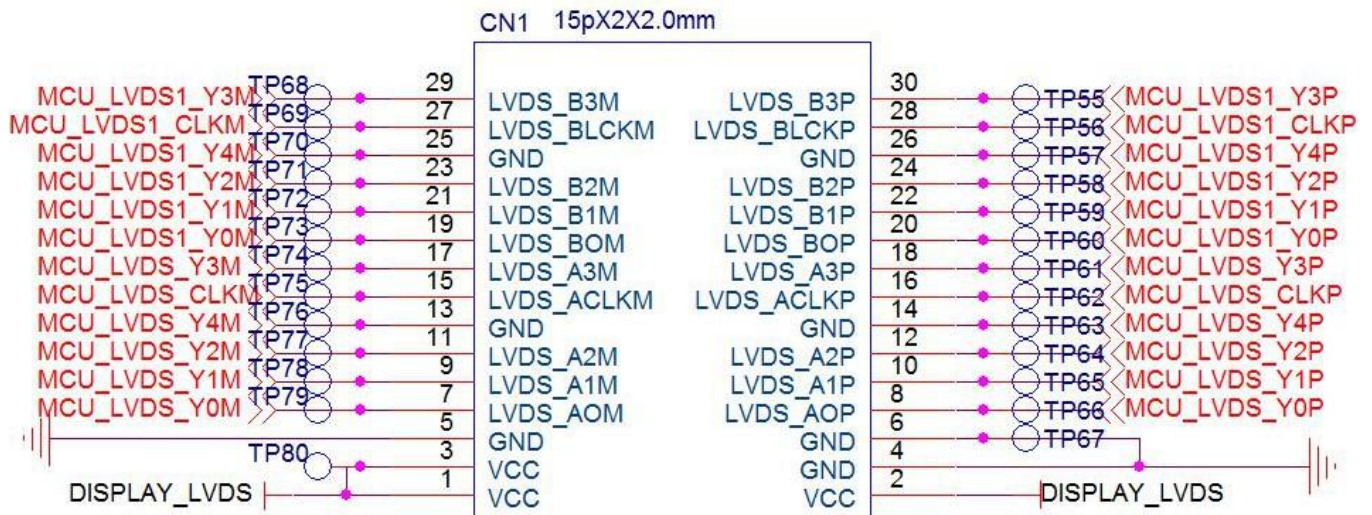 CN1 15pX2X2.0mm
MCU_LVDS1_Y3M TP68 29 LVDS_B3M LVDS_B3P 30 TP55 MCU_LVDS1_Y3P
MCU_LVDS1_CLKM TP69 27 LVDS_BLCKM LVDS_BLCKP 28 TP56 MCU_LVDS1_CLKP
MCU_LVDS1_Y4M TP70 25 GND GND 26 TP57 MCU_LVDS1_Y4P
MCU_LVDS1_Y2M TP71 23 LVDS_B2M LVDS_B2P 24 TP58 MCU_LVDS1_Y2P
MCU_LVDS1_Y1M TP72 21 LVDS_B1M LVDS_B1P 22 TP59 MCU_LVDS1_Y1P
MCU_LVDS1_Y0M TP73 19 LVDS_BOM LVDS_BOP 20 TP60 MCU_LVDS1_Y0P
MCU_LVDS_Y3M TP74 17 LVDS_A3M LVDS_A3P 18 TP61 MCU_LVDS_Y3P
MCU_LVDS_CLKM TP75 15 LVDS_ACLKM LVDS_ACLKP 16 TP62 MCU_LVDS_CLKP
MCU_LVDS_Y4M TP76 13 GND GND 14 TP63 MCU_LVDS_Y4P
MCU_LVDS_Y2M TP77 11 LVDS_A2M LVDS_A2P 12 TP64 MCU_LVDS_Y2P
MCU_LVDS_Y1M TP78 9 LVDS_A1M LVDS_A1P 10 TP65 MCU_LVDS_Y1P
MCU_LVDS_Y0M TP79 7 LVDS_AOM LVDS_AOP 8 TP66 MCU_LVDS_Y0P
5 GND GND 6 TP67
TP80 3 VCC GND 4
DISPLAY_LVDS 1 VCC VCC 2 DISPLAY_LVDS